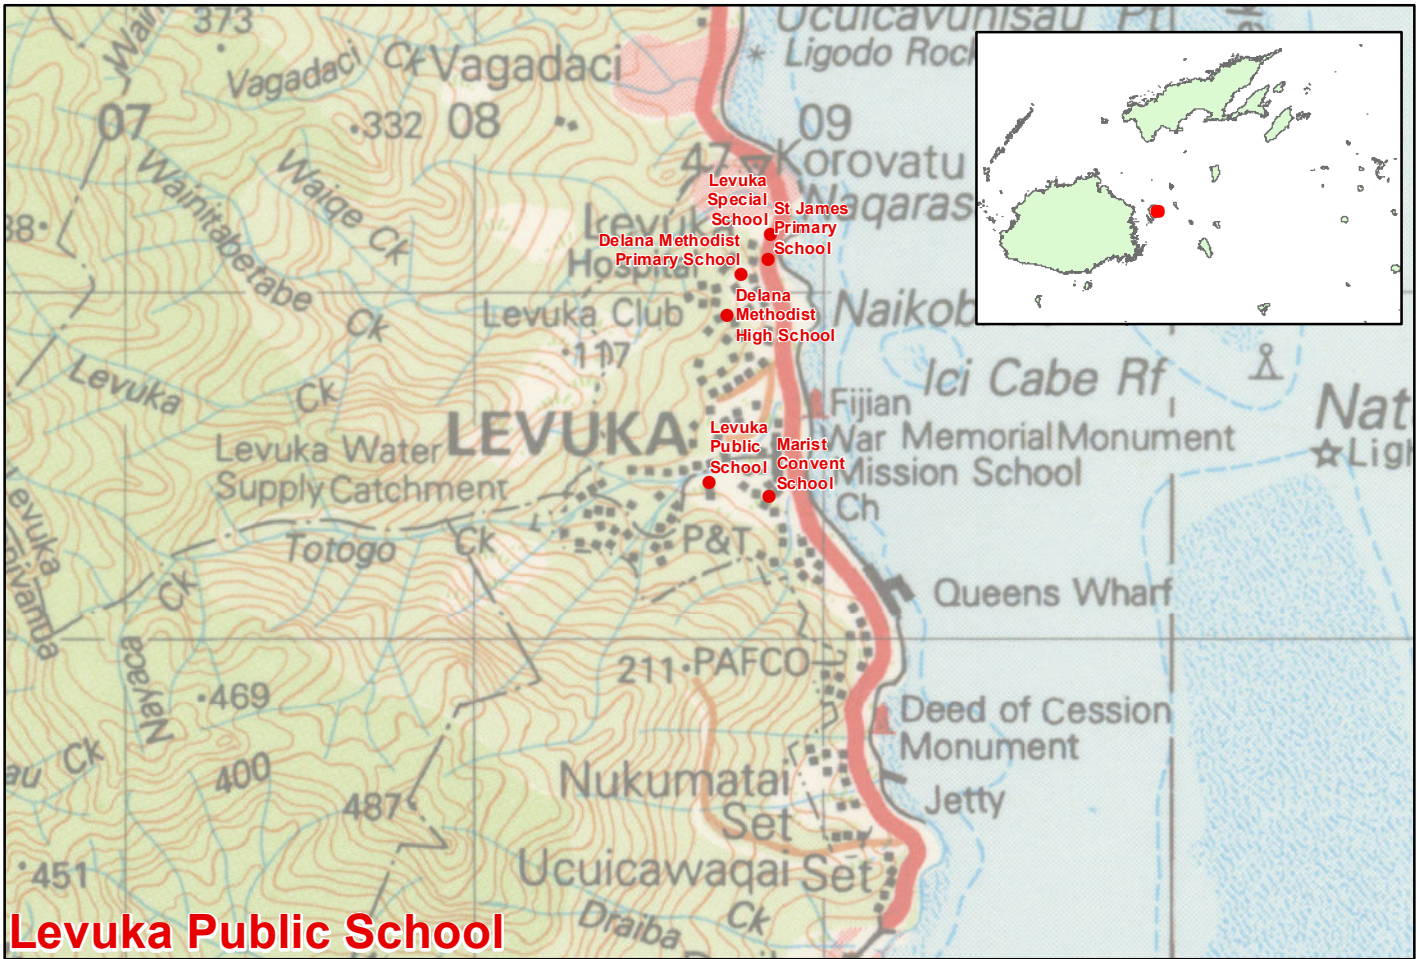 373
Vagadaci Ck
Vagadaci
Ucuicavunisau Pt
Ligodo Rock
07
332
08
09
47
Korovatu
Naqaras
Wainitabetabe
Ck
Waiqe Ck
Levuka
Special
School
St James
Primary
School
Delana Methodist
Primary School
Hospital
Levuka Club
Delana
Methodist
High School
Naikob
117
Levuka
Ck
Ici Cabe Rf
Fijian
War Memorial Monument
Mission School
Ch
Nat
Ligh
LEVUKA
Levuka
Public
School
Marist
Convent
School
Levuka Water
Supply Catchment
Totogo
Ck
P&T
Ck
Queens Wharf
211
PAFCO
469
Deed of Cession
Monument
400
487
Nukumatai
Set
Jetty
451
Ucuicawaqai Set
Draiba
Ck
Levuka Public School